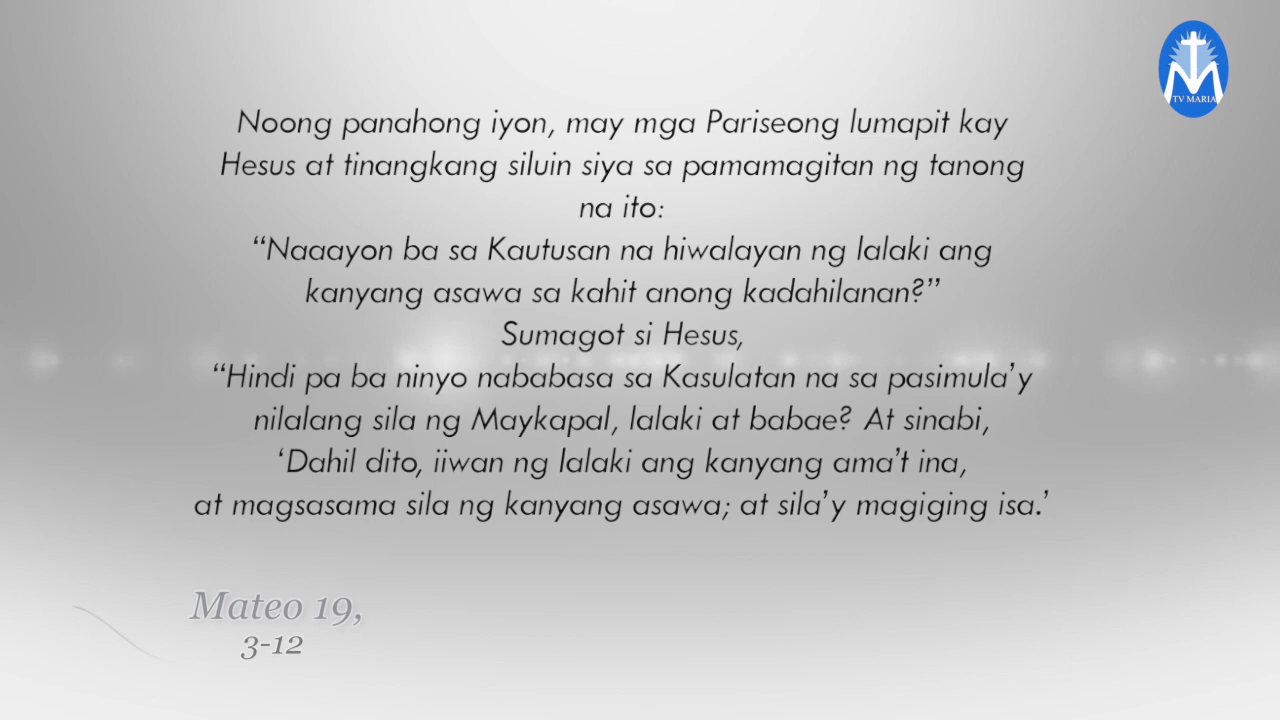 TV MARIA
Noong panahong iyon, may mga Pariseong lumapit kay
Hesus at tinangkang siluin siya sa pamamagitan ng tanong
na ito:
“Naaayon ba sa Kautusan na hiwalayan ng lalaki ang
kanyang asawa sa kahit anong kadahilanan?”
Sumagot si Hesus,
“Hindi pa ba ninyo nababasa sa Kasulatan na sa pasimula’y
nilalang sila ng Maykapal, lalaki at babae? At sinabi,
‘Dahil dito, iiwan ng lalaki ang kanyang ama’t ina,
at magsasama sila ng kanyang asawa; at sila’y magiging isa.’
Mateo 19,
3-12